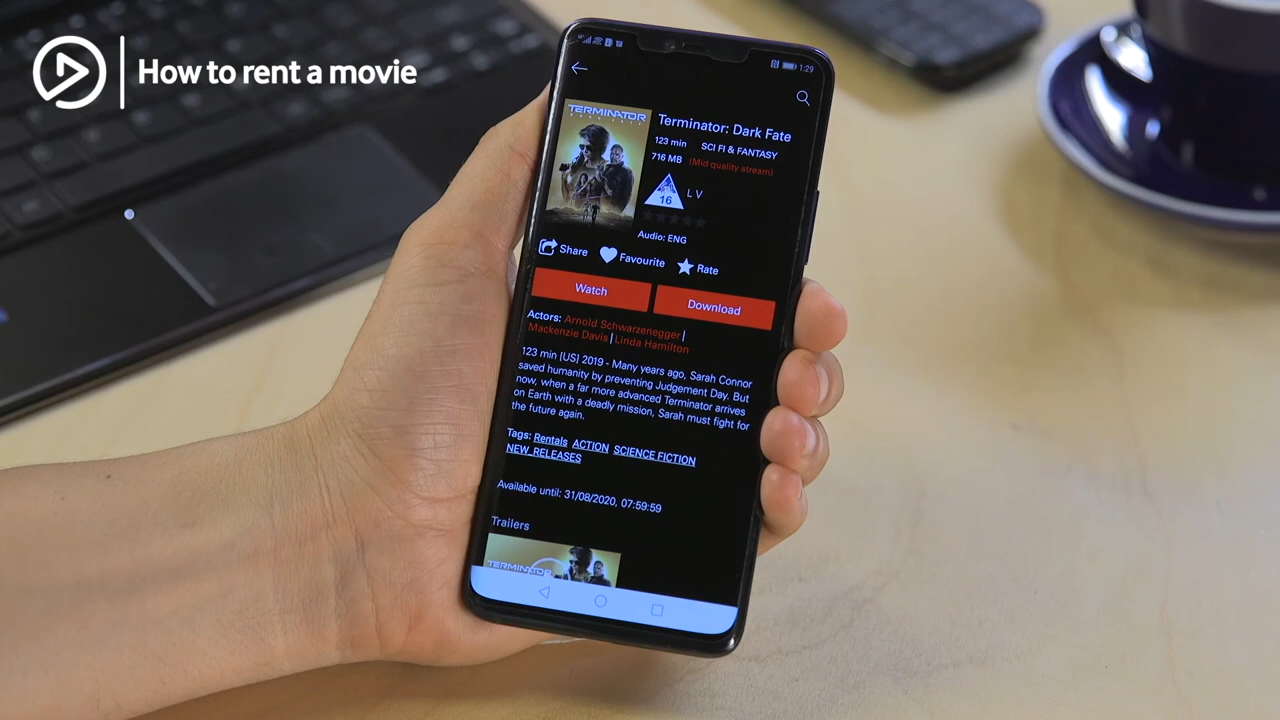 How to rent a movie
1:29
TERMINATOR
DARK FATE
Terminator: Dark Fate
123 min SCI FI & FANTASY
716 MB (Mid quality stream)
16 L V
Audio: ENG
Share Favourite Rate
Watch Download
Actors: Arnold Schwarzenegger |
Mackenzie Davis | Linda Hamilton
123 min [US] 2019 - Many years ago, Sarah Connor
saved humanity by preventing Judgement Day. But
now, when a far more advanced Terminator arrives
on Earth with a deadly mission, Sarah must fight for
the future again.
Tags: Rentals ACTION SCIENCE FICTION
NEW_RELEASES
Available until: 31/08/2020, 07:59:59
Trailers
TERMINATOR